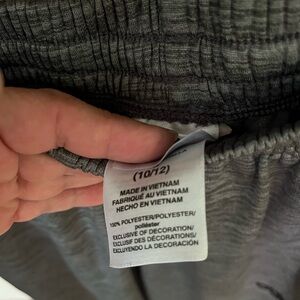 (10/12)
MADE IN VIETNAM
FABRIQUÉ AU VIETNAM
HECHO EN VIETNAM
100% POLYESTER/POLYESTER/
poliéster
EXCLUSIVE OF DECORATION/
EXCLUSIF DES DÉCORATIONS/
EXCLUYENDO LA DECORACIÓN